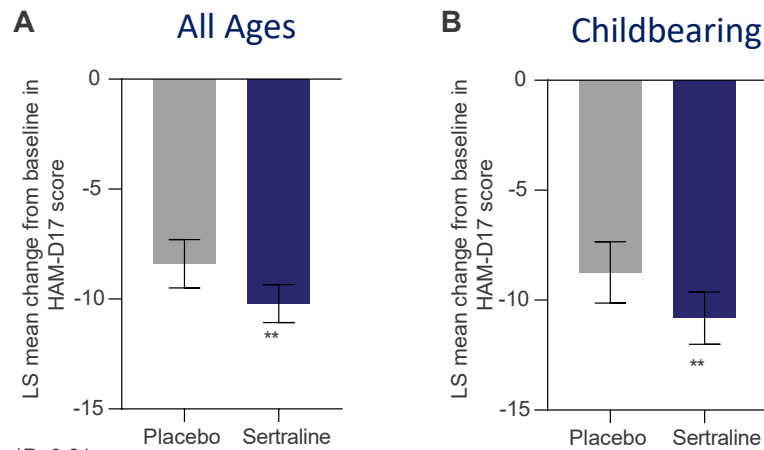 A
All Ages
LS mean change from baseline in
HAM-D17 score
0
-5
-10
-15
**
Placebo
Sertraline
B
Childbearing
LS mean change from baseline in
HAM-D17 score
0
-5
-10
-15
**
Placebo
Sertraline